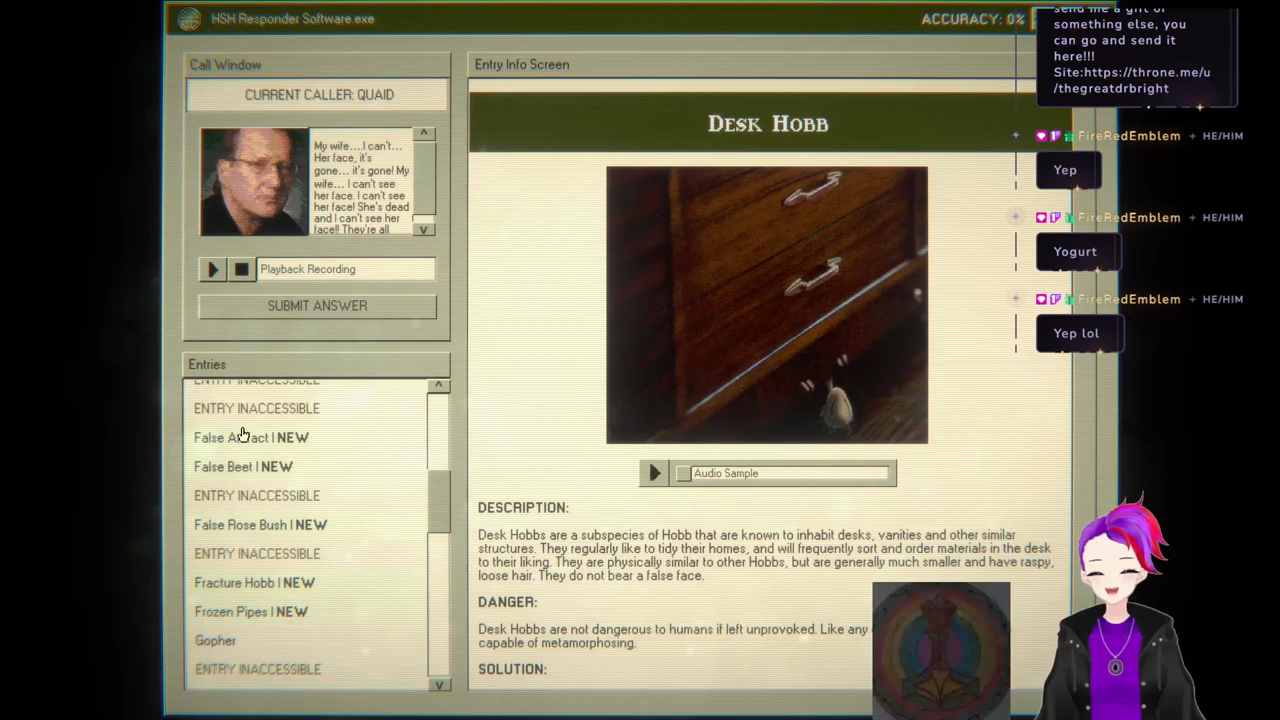 HSH Responder Software.exe
ACCURACY: 0%
Call Window
CURRENT CALLER: QUAID
My wife....I can't...
Her face, it's
gone... it's gone! My
wife... I can't see
her face. I can't see
her face! She's dead
and I can't see her
face!! They're all
Playback Recording
SUBMIT ANSWER
Entries
ENTRY INACCESSIBLE
ENTRY INACCESSIBLE
False act | NEW
False Beet | NEW
ENTRY INACCESSIBLE
False Rose Bush | NEW
ENTRY INACCESSIBLE
Fracture Hobb | NEW
Frozen Pipes | NEW
Gopher
ENTRY INACCESSIBLE
Entry Info Screen
DESK HOBB
Audio Sample
DESCRIPTION:
Desk Hobbs are a subspecies of Hobb that are known to inhabit desks, vanities and other similar
structures. They regularly like to tidy their homes, and will frequently sort and order materials in the desk
to their liking. They are physically similar to other Hobbs, but are generally much smaller and have raspy,
loose hair. They do not bear a false face.
DANGER:
Desk Hobbs are not dangerous to humans if left unprovoked. Like any
capable of metamorphosing.
SOLUTION:
send me a gift or
something else, you
can go and send it
here!!!
Site:https://throne.me/u
/thegreatdrbright
FireRedEmblem + HE/HIM
Yep
FireRedEmblem + HE/HIM
Yogurt
FireRedEmblem + HE/HIM
Yep lol